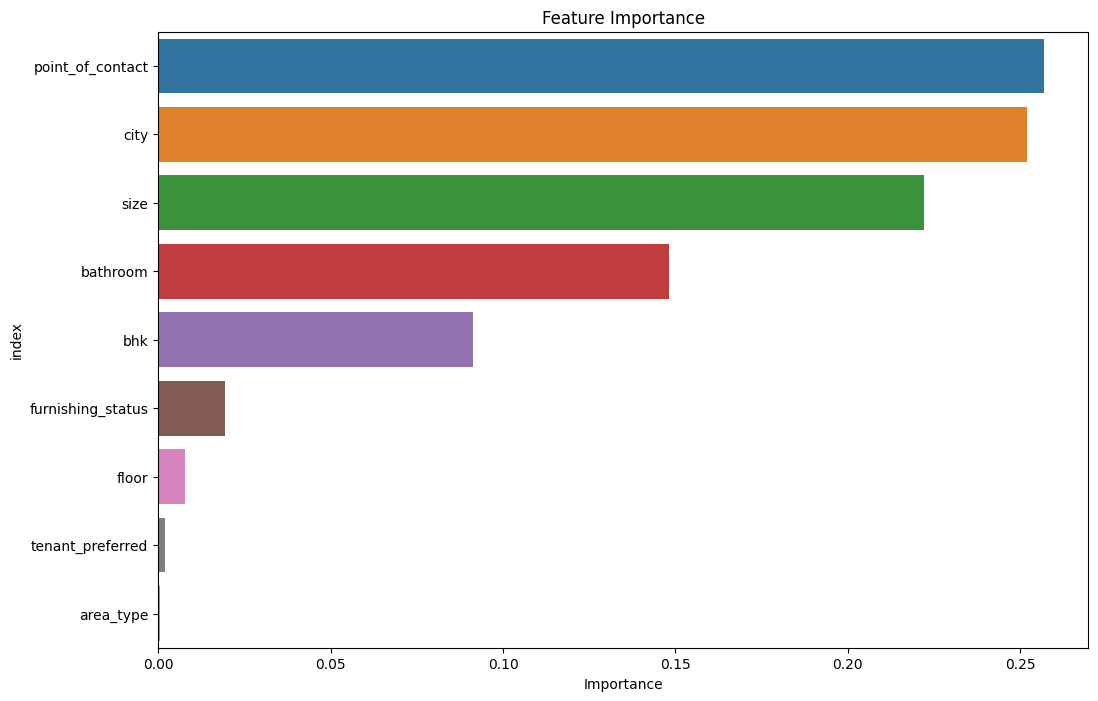 Feature Importance
point_of_contact
city
size
bathroom
bhk
furnishing_status
floor
tenant_preferred
area_type
index
0.00 0.05 0.10 0.15 0.20 0.25
Importance